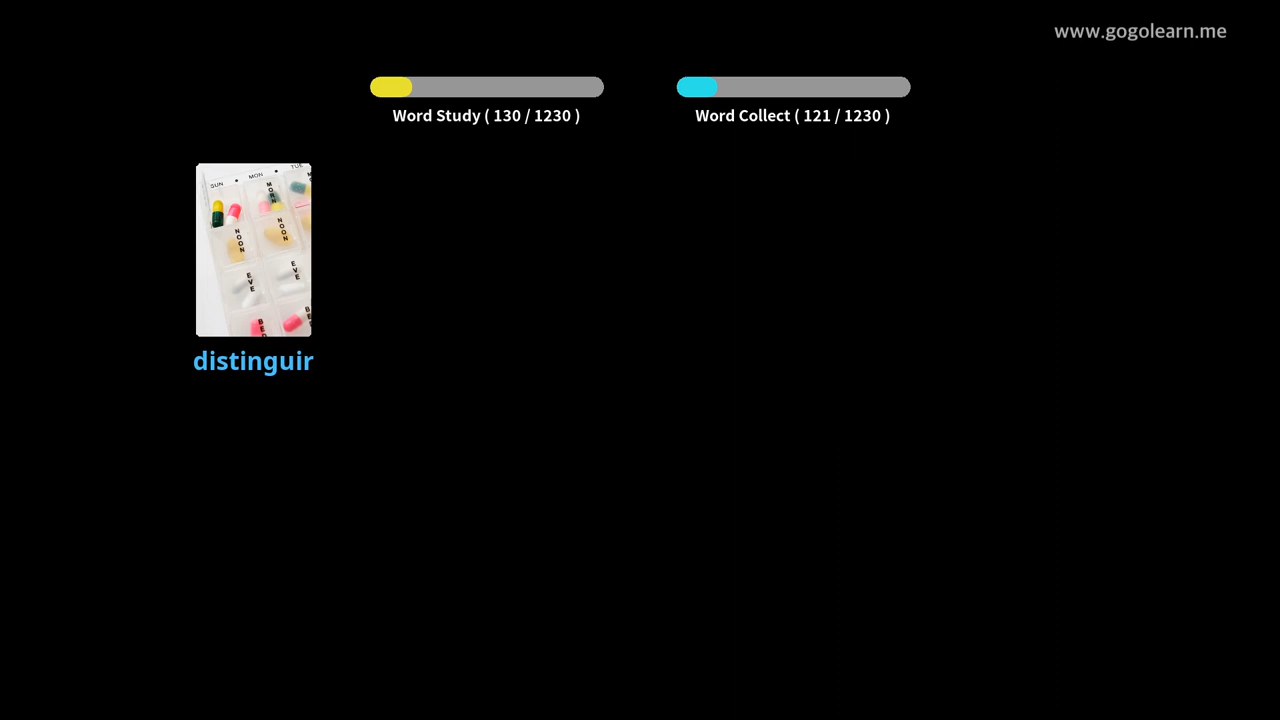 www.gogolearn.me
Word Study ( 130 / 1230 )
Word Collect ( 121 / 1230 )
SUN • MON • TUE
MORN
NOON
NOON
EVE
EVE
distinguir